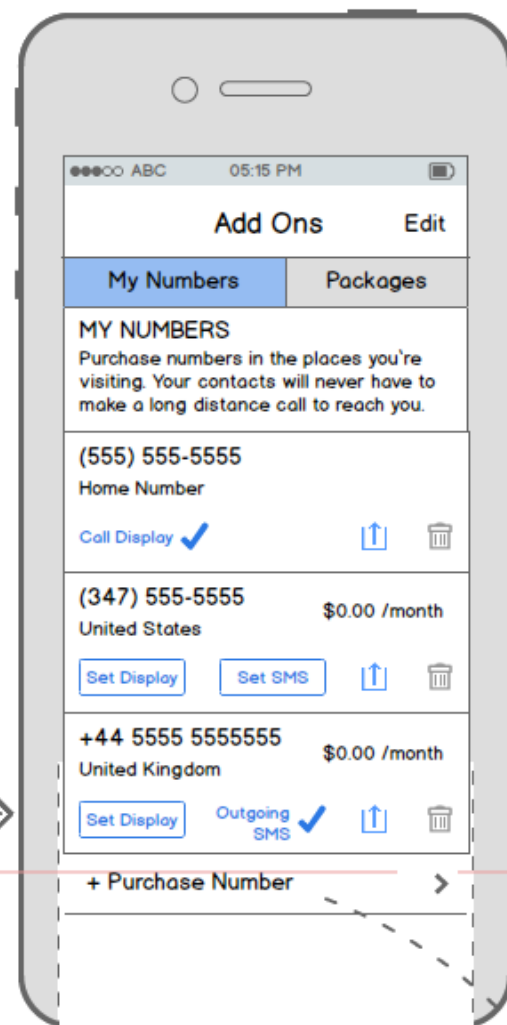 ABC 05:15 PM
Add Ons Edit
My Numbers Packages
MY NUMBERS
Purchase numbers in the places you're
visiting. Your contacts will never have to
make a long distance call to reach you.
(555) 555-5555
Home Number
Call Display
(347) 555-5555
$0.00 /month
United States
Set Display Set SMS
+44 5555 5555555
$0.00 /month
United Kingdom
Set Display Outgoing
SMS
+ Purchase Number